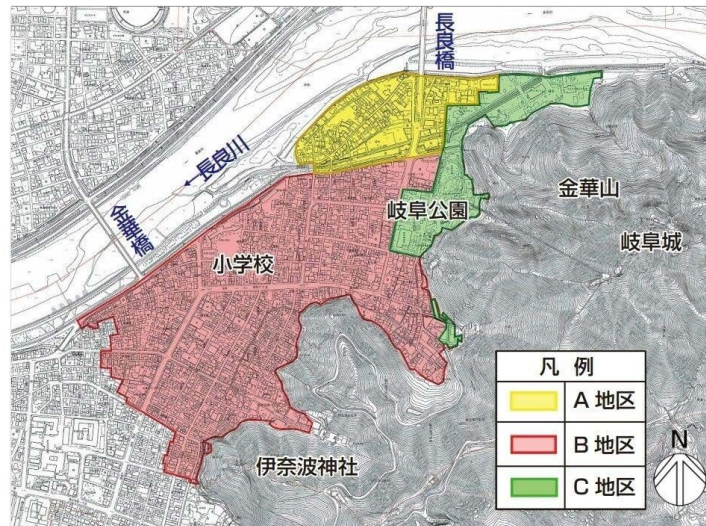 長良橋
←長良川
金華橋
金華山
岐阜公園
岐阜城
小学校
伊奈波神社
凡例
A地区
B地区
C地区
N